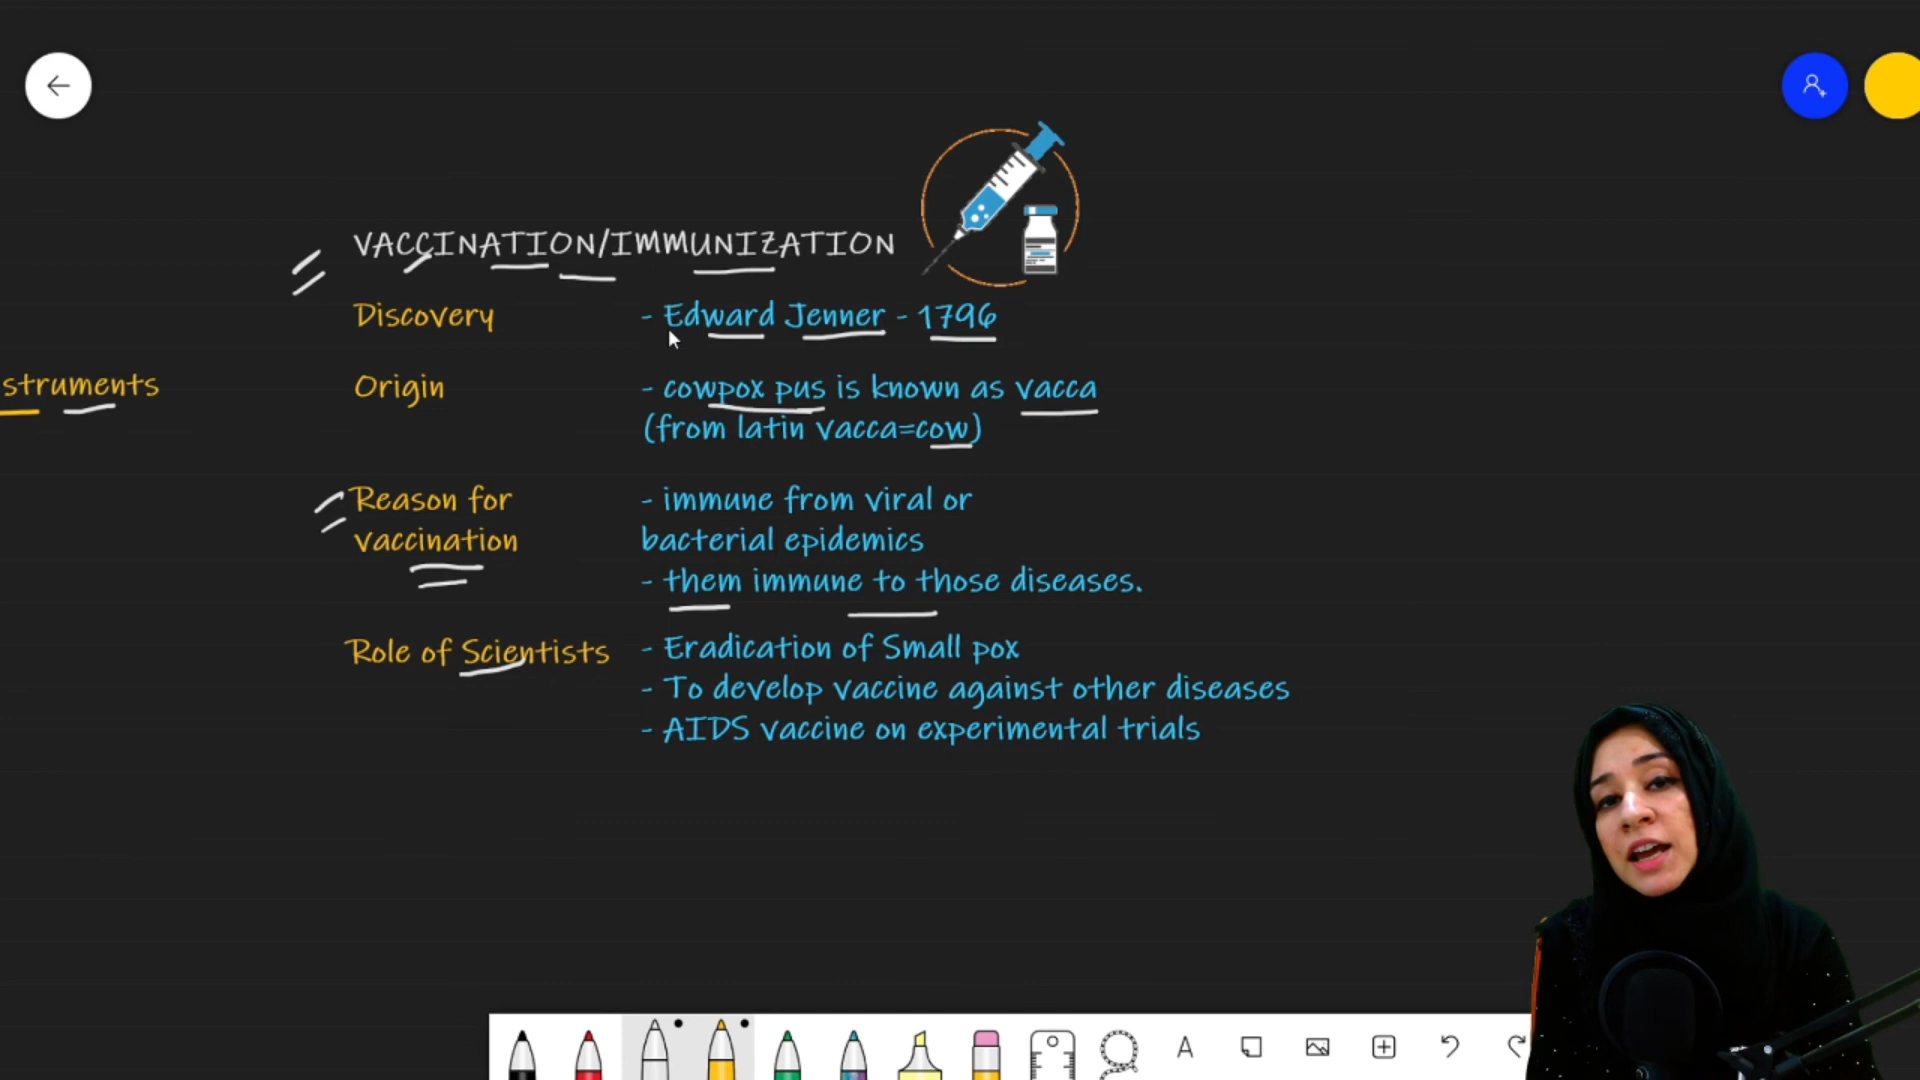 VACCINATION/IMMUNIZATION
Discovery - Edward Jenner - 1796
struments
Origin - cowpox pus is known as vacca
(from latin vacca=cow)
Reason for - immune from viral or
vaccination bacterial epidemics
- them immune to those diseases.
Role of Scientists - Eradication of Small pox
- To develop vaccine against other diseases
- AIDS vaccine on experimental trials